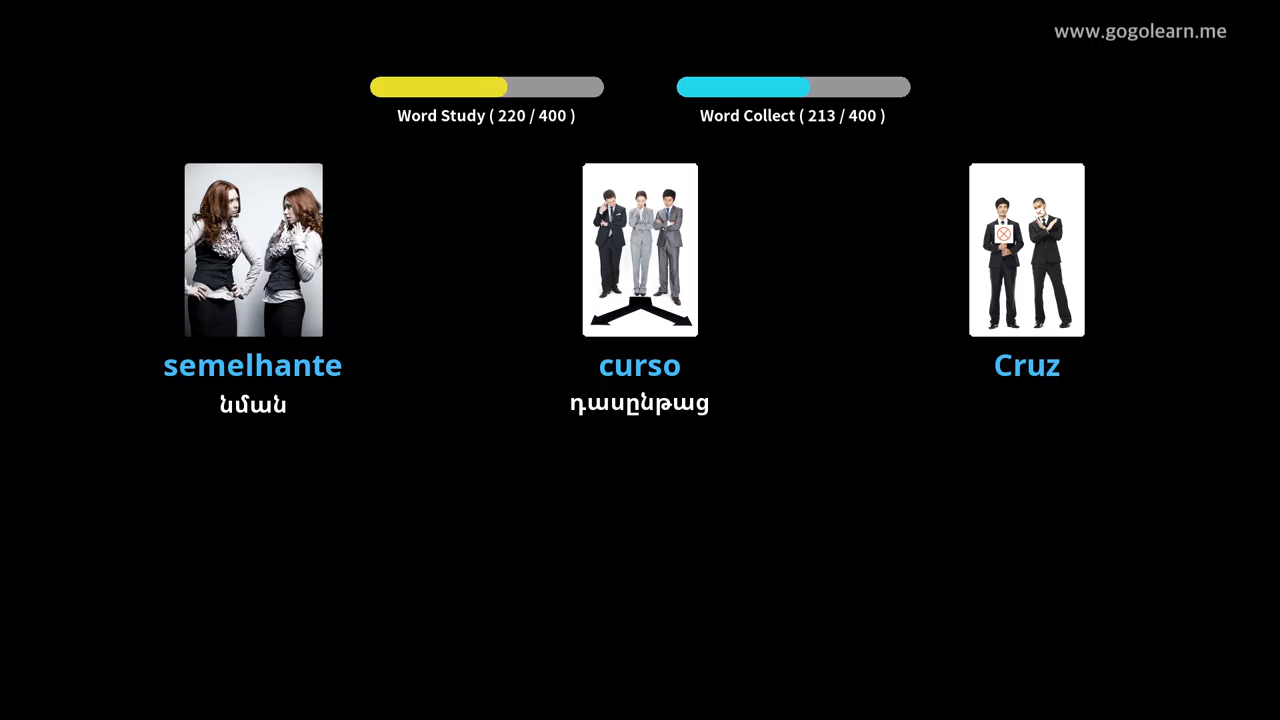 www.gogolearn.me
Word Study ( 220 / 400 )
Word Collect ( 213 / 400 )
semelhante
նման
curso
դասընթաց
Cruz